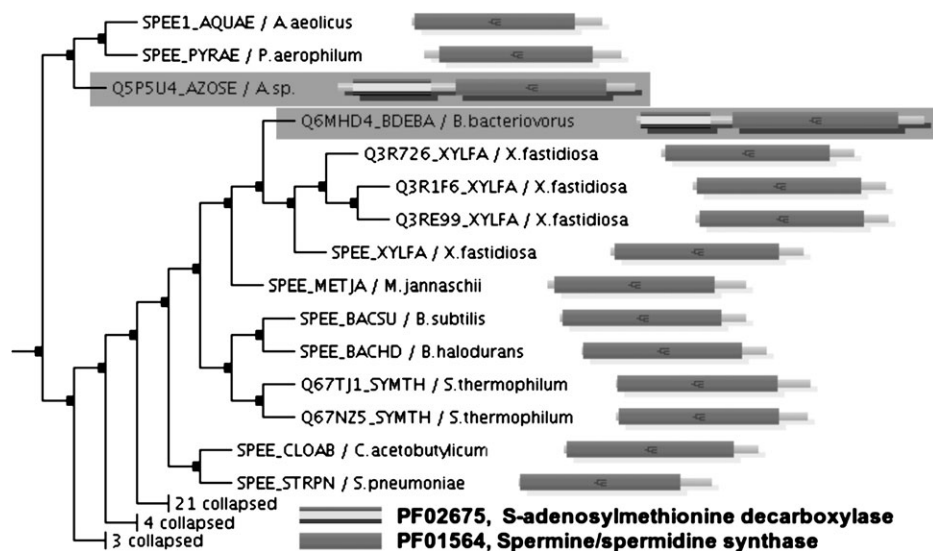 SPEE1_AQUAE / A.aeolicus
SPEE_PYRAE / P.aerophilum
Q5P5U4_AZOSE / A.sp.
Q6MHD4_BDEBA / B.bacteriovorus
Q3R726_XYLFA / X.fastidiosa
Q3R1F6_XYLFA / X.fastidiosa
Q3RE99_XYLFA / X.fastidiosa
SPEE_XYLFA / X.fastidiosa
SPEE_METJA / M.jannaschii
SPEE_BACSU / B.subtilis
SPEE_BACHD / B.halodurans
Q67TJ1_SYMTH / S.thermophilum
Q67NZ5_SYMTH / S.thermophilum
SPEE_CLOAB / C.acetobutylicum
SPEE_STRPN / S.pneumoniae
21 collapsed
4 collapsed
3 collapsed
PF02675, S-adenosylmethionine decarboxylase
PF01564, Spermine/spermidine synthase